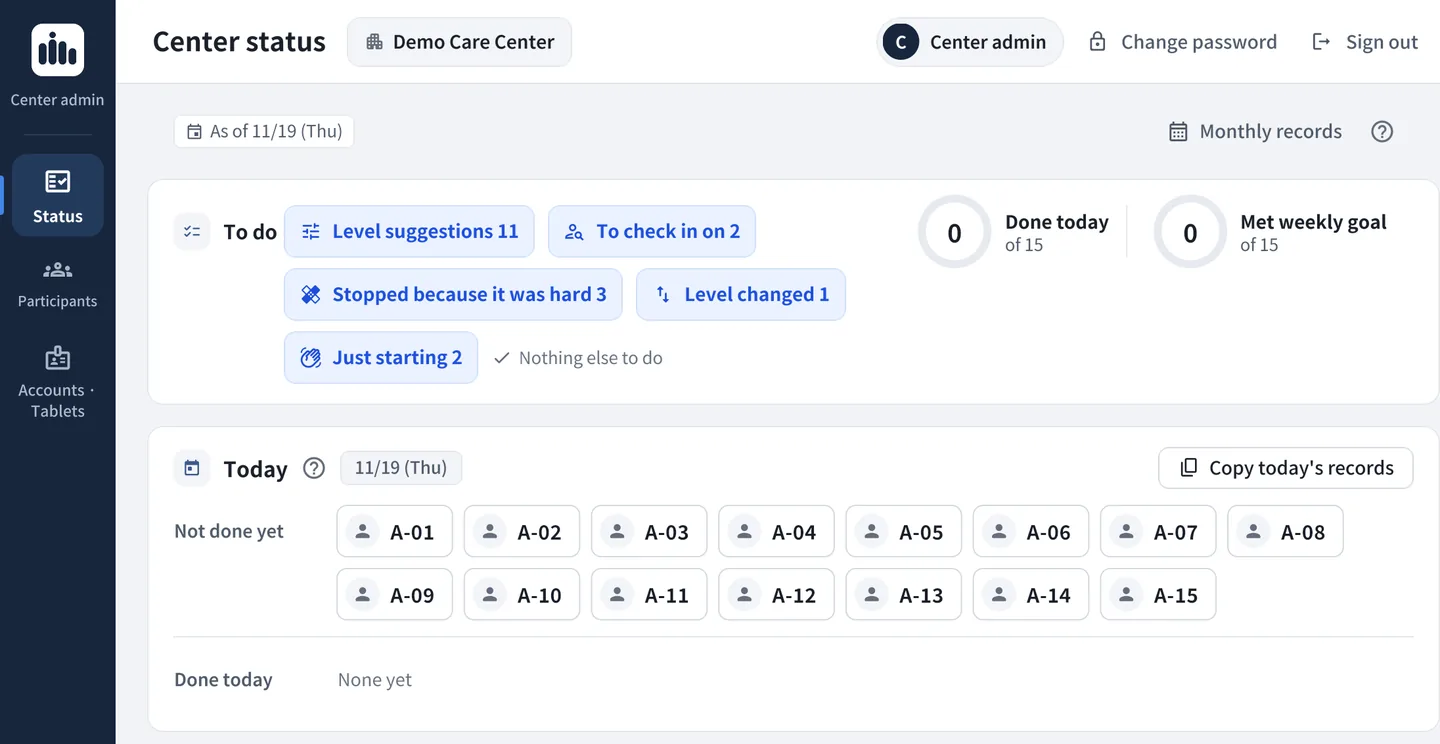 Center status
Demo Care Center
C
Center admin
Change password
Sign out
Center admin
Status
Participants
Accounts ·
Tablets
As of 11/19 (Thu)
Monthly records
To do
Level suggestions 11
To check in on 2
Stopped because it was hard 3
Level changed 1
Just starting 2
Nothing else to do
0
Done today
of 15
0
Met weekly goal
of 15
Today
11/19 (Thu)
Copy today's records
Not done yet
A-01
A-02
A-03
A-04
A-05
A-06
A-07
A-08
A-09
A-10
A-11
A-12
A-13
A-14
A-15
Done today
None yet